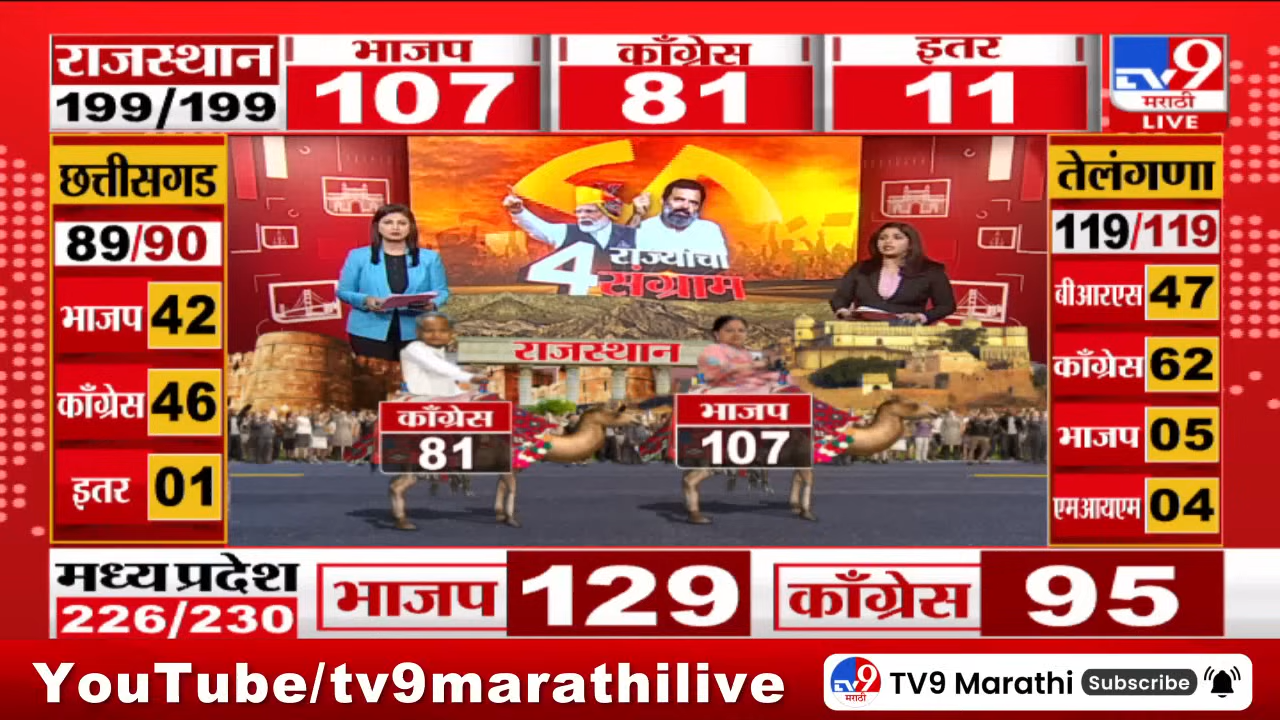 राजस्थान
199/199
भाजप
107
काँग्रेस
81
इतर
11
TV9
मराठी
LIVE
छत्तीसगड
89/90
भाजप 42
काँग्रेस 46
इतर 01
4 राज्यांचा
संग्राम
राजस्थान
काँग्रेस
81
भाजप
107
तेलंगणा
119/119
बीआरएस 47
काँग्रेस 62
भाजप 05
एमआयएम 04
मध्य प्रदेश
226/230
भाजप 129
काँग्रेस 95
YouTube/tv9marathilive
TV9
मराठी
TV9 Marathi
Subscribe